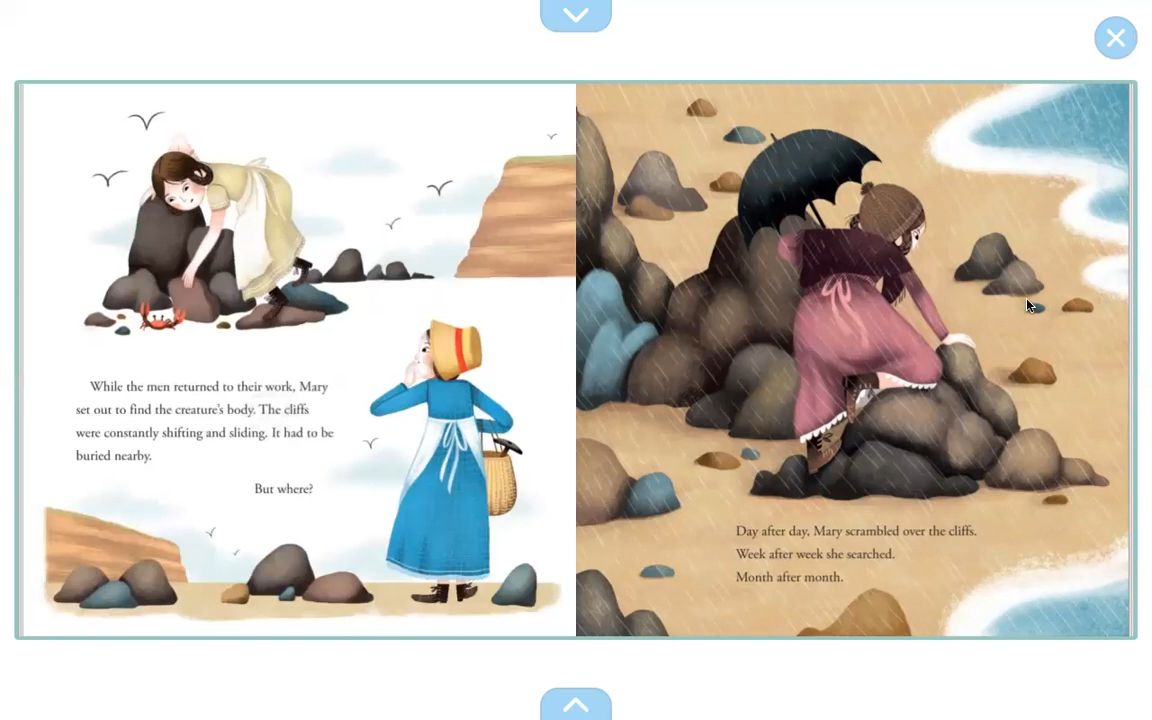 While the men returned to their work, Mary
set out to find the creature's body. The cliffs
were constantly shifting and sliding. It had to be
buried nearby.
But where?
Day after day, Mary scrambled over the cliffs.
Week after week she searched.
Month after month.